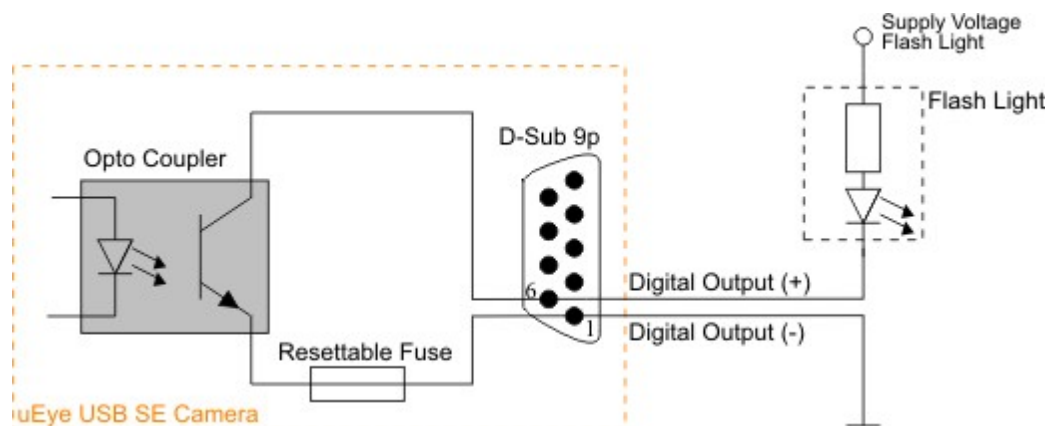 Supply Voltage
Flash Light
Flash Light
D-Sub 9p
Opto Coupler
6
Digital Output (+)
1
Digital Output (-)
Resettable Fuse
uEye USB SE Camera